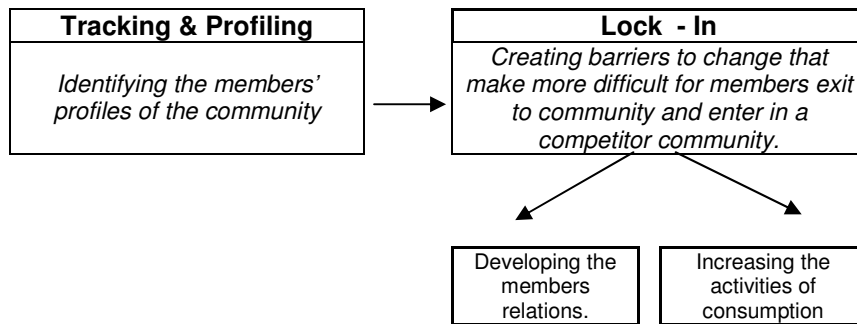 Tracking & Profiling
Identifying the members’
profiles of the community
Lock - In
Creating barriers to change that
make more difficult for members exit
to community and enter in a
competitor community.
Developing the
members
relations.
Increasing the
activities of
consumption